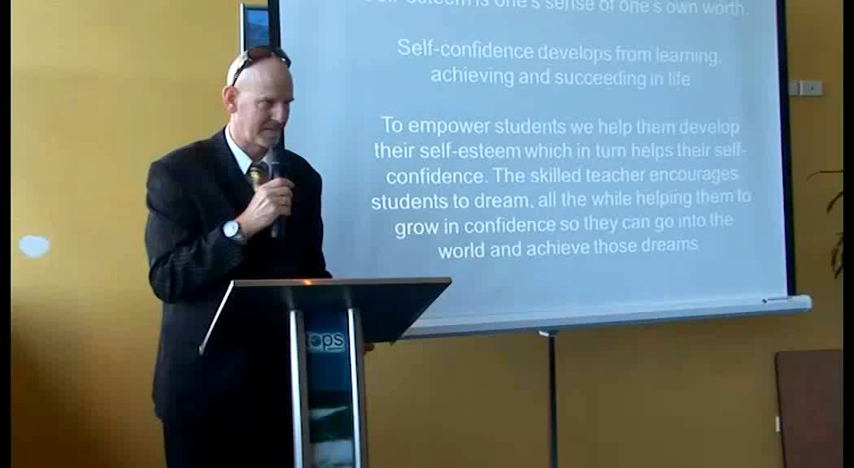 Self-esteem is one's sense of one's own worth.
Self-confidence develops from learning,
achieving and succeeding in life
To empower students we help them develop
their self-esteem which in turn helps their self-
confidence. The skilled teacher encourages
students to dream, all the while helping them to
grow in confidence so they can go into the
world and achieve those dreams
ops